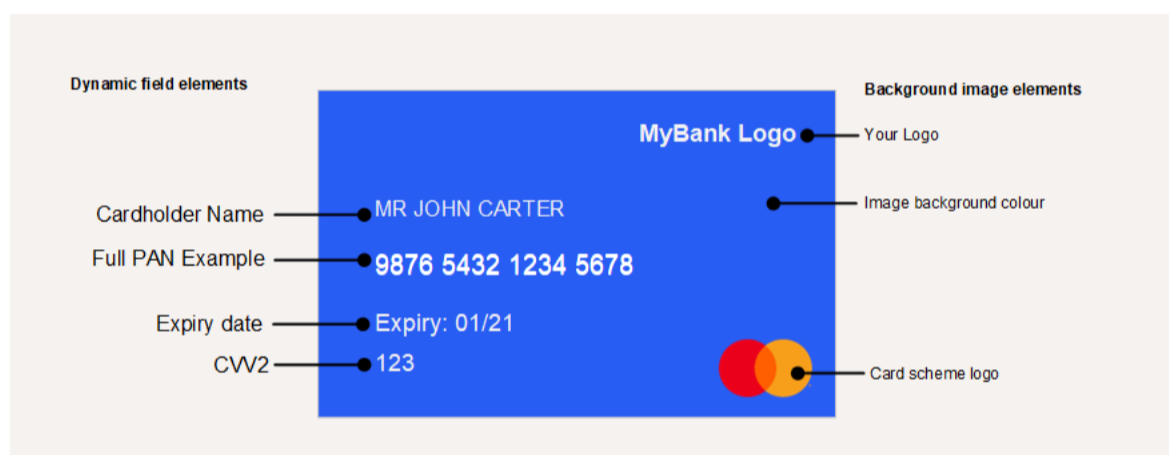 Dynamic field elements
Background image elements
MyBank Logo
Your Logo
Cardholder Name
MR JOHN CARTER
Image background colour
Full PAN Example
9876 5432 1234 5678
Expiry date
Expiry: 01/21
CVV2
123
Card scheme logo